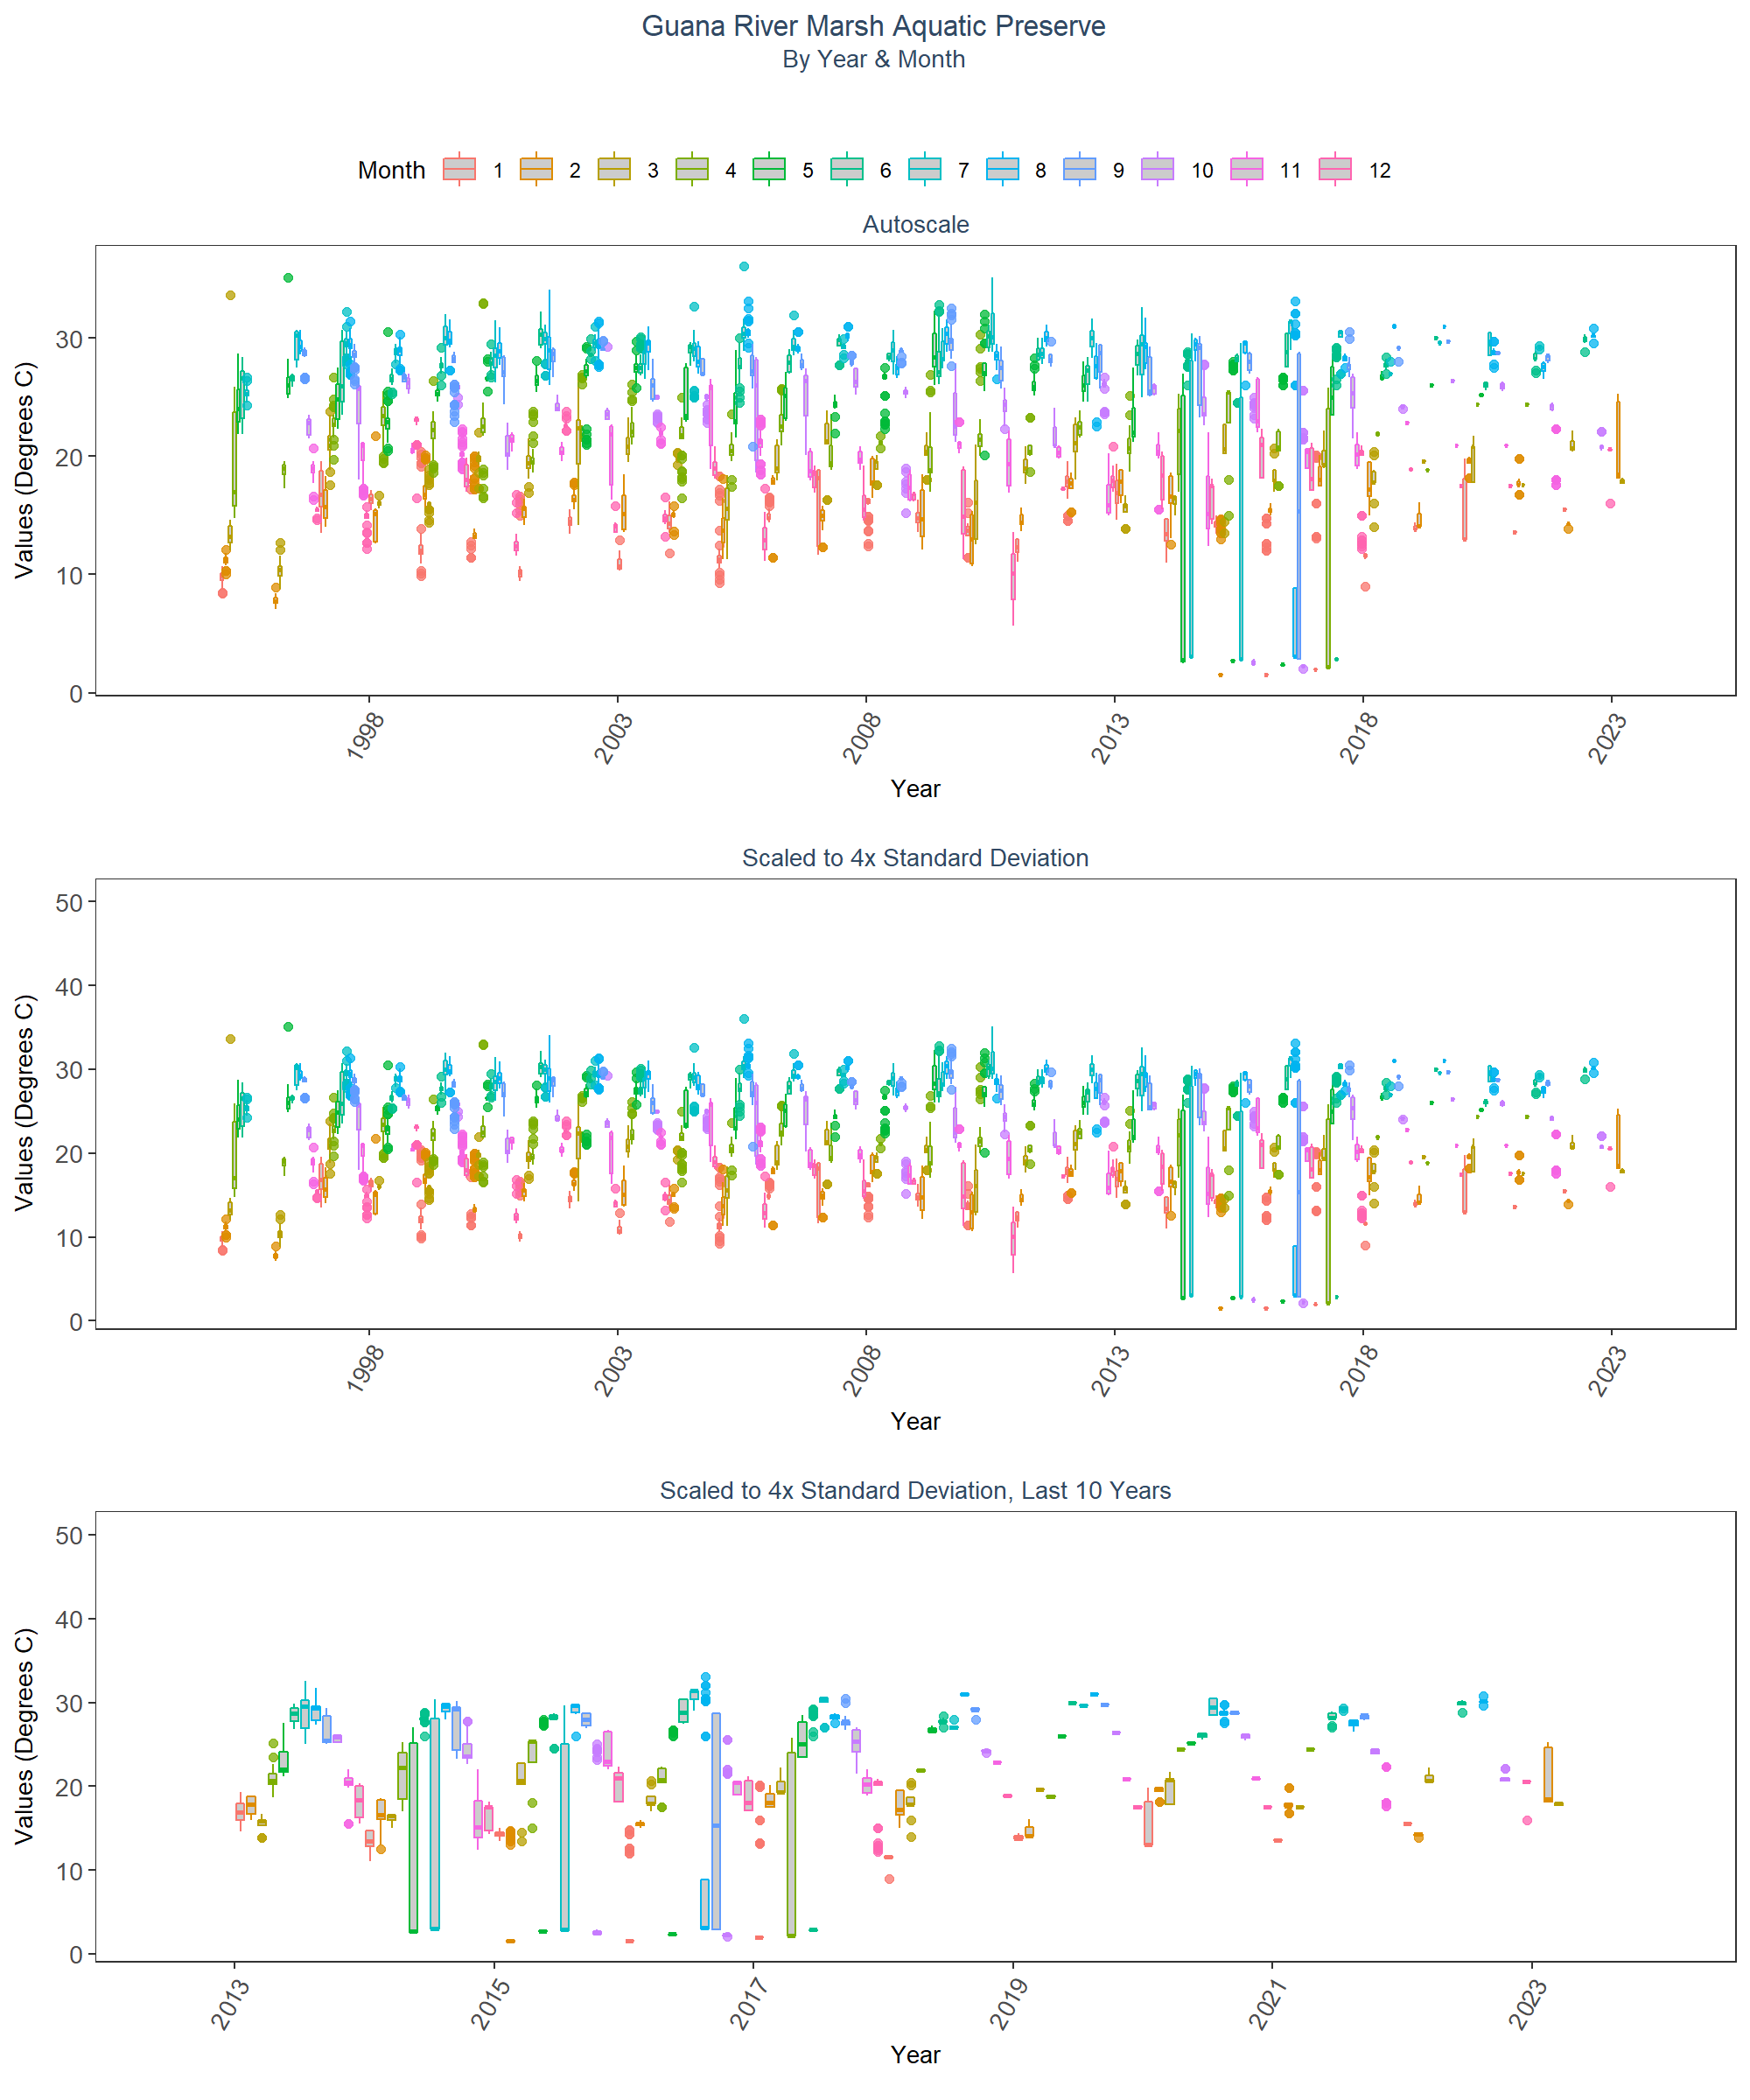 Guana River Marsh Aquatic Preserve
By Year & Month
Month 1 2 3 4 5 6 7 8 9 10 11 12
Autoscale
Values (Degrees C)
30
20
10
0
1998 2003 2008 2013 2018 2023
Year
Scaled to 4x Standard Deviation
Values (Degrees C)
50
40
30
20
10
0
1998 2003 2008 2013 2018 2023
Year
Scaled to 4x Standard Deviation, Last 10 Years
Values (Degrees C)
50
40
30
20
10
0
2013 2015 2017 2019 2021 2023
Year